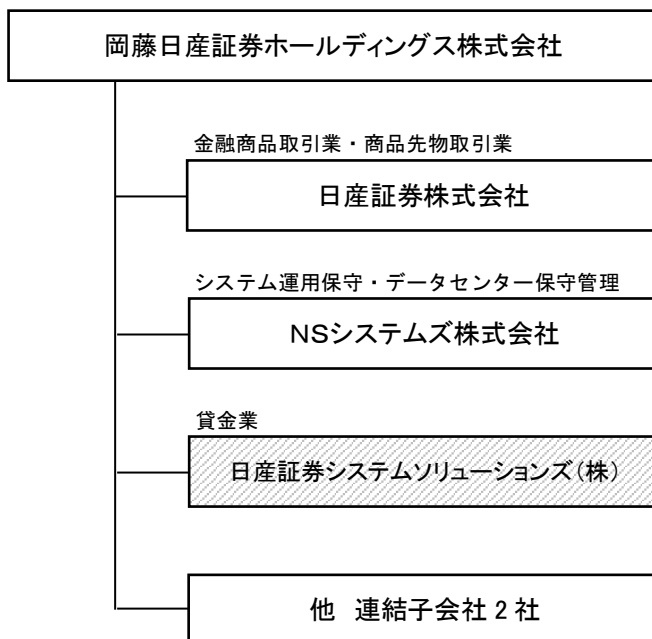 岡藤日産証券ホールディングス株式会社
金融商品取引業・商品先物取引業
日産証券株式会社
システム運用保守・データセンター保守管理
NSシステムズ株式会社
貸金業
日産証券システムソリューションズ(株)
他 連結子会社2社